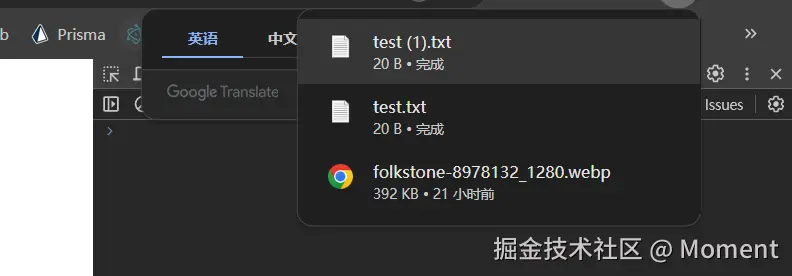 b
Prisma
英语
中文
Google Translate
test (1).txt
20 B • 完成
test.txt
20 B • 完成
folkstone-8978132_1280.webp
392 KB • 21 小时前
Issues
掘金技术社区 @ Moment